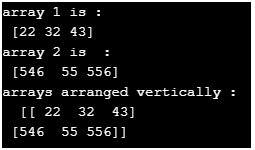 array 1 is :
[22 32 43]
array 2 is  :
[546  55 556]
arrays arranged vertically :
[[ 22  32  43]
[546  55 556]]